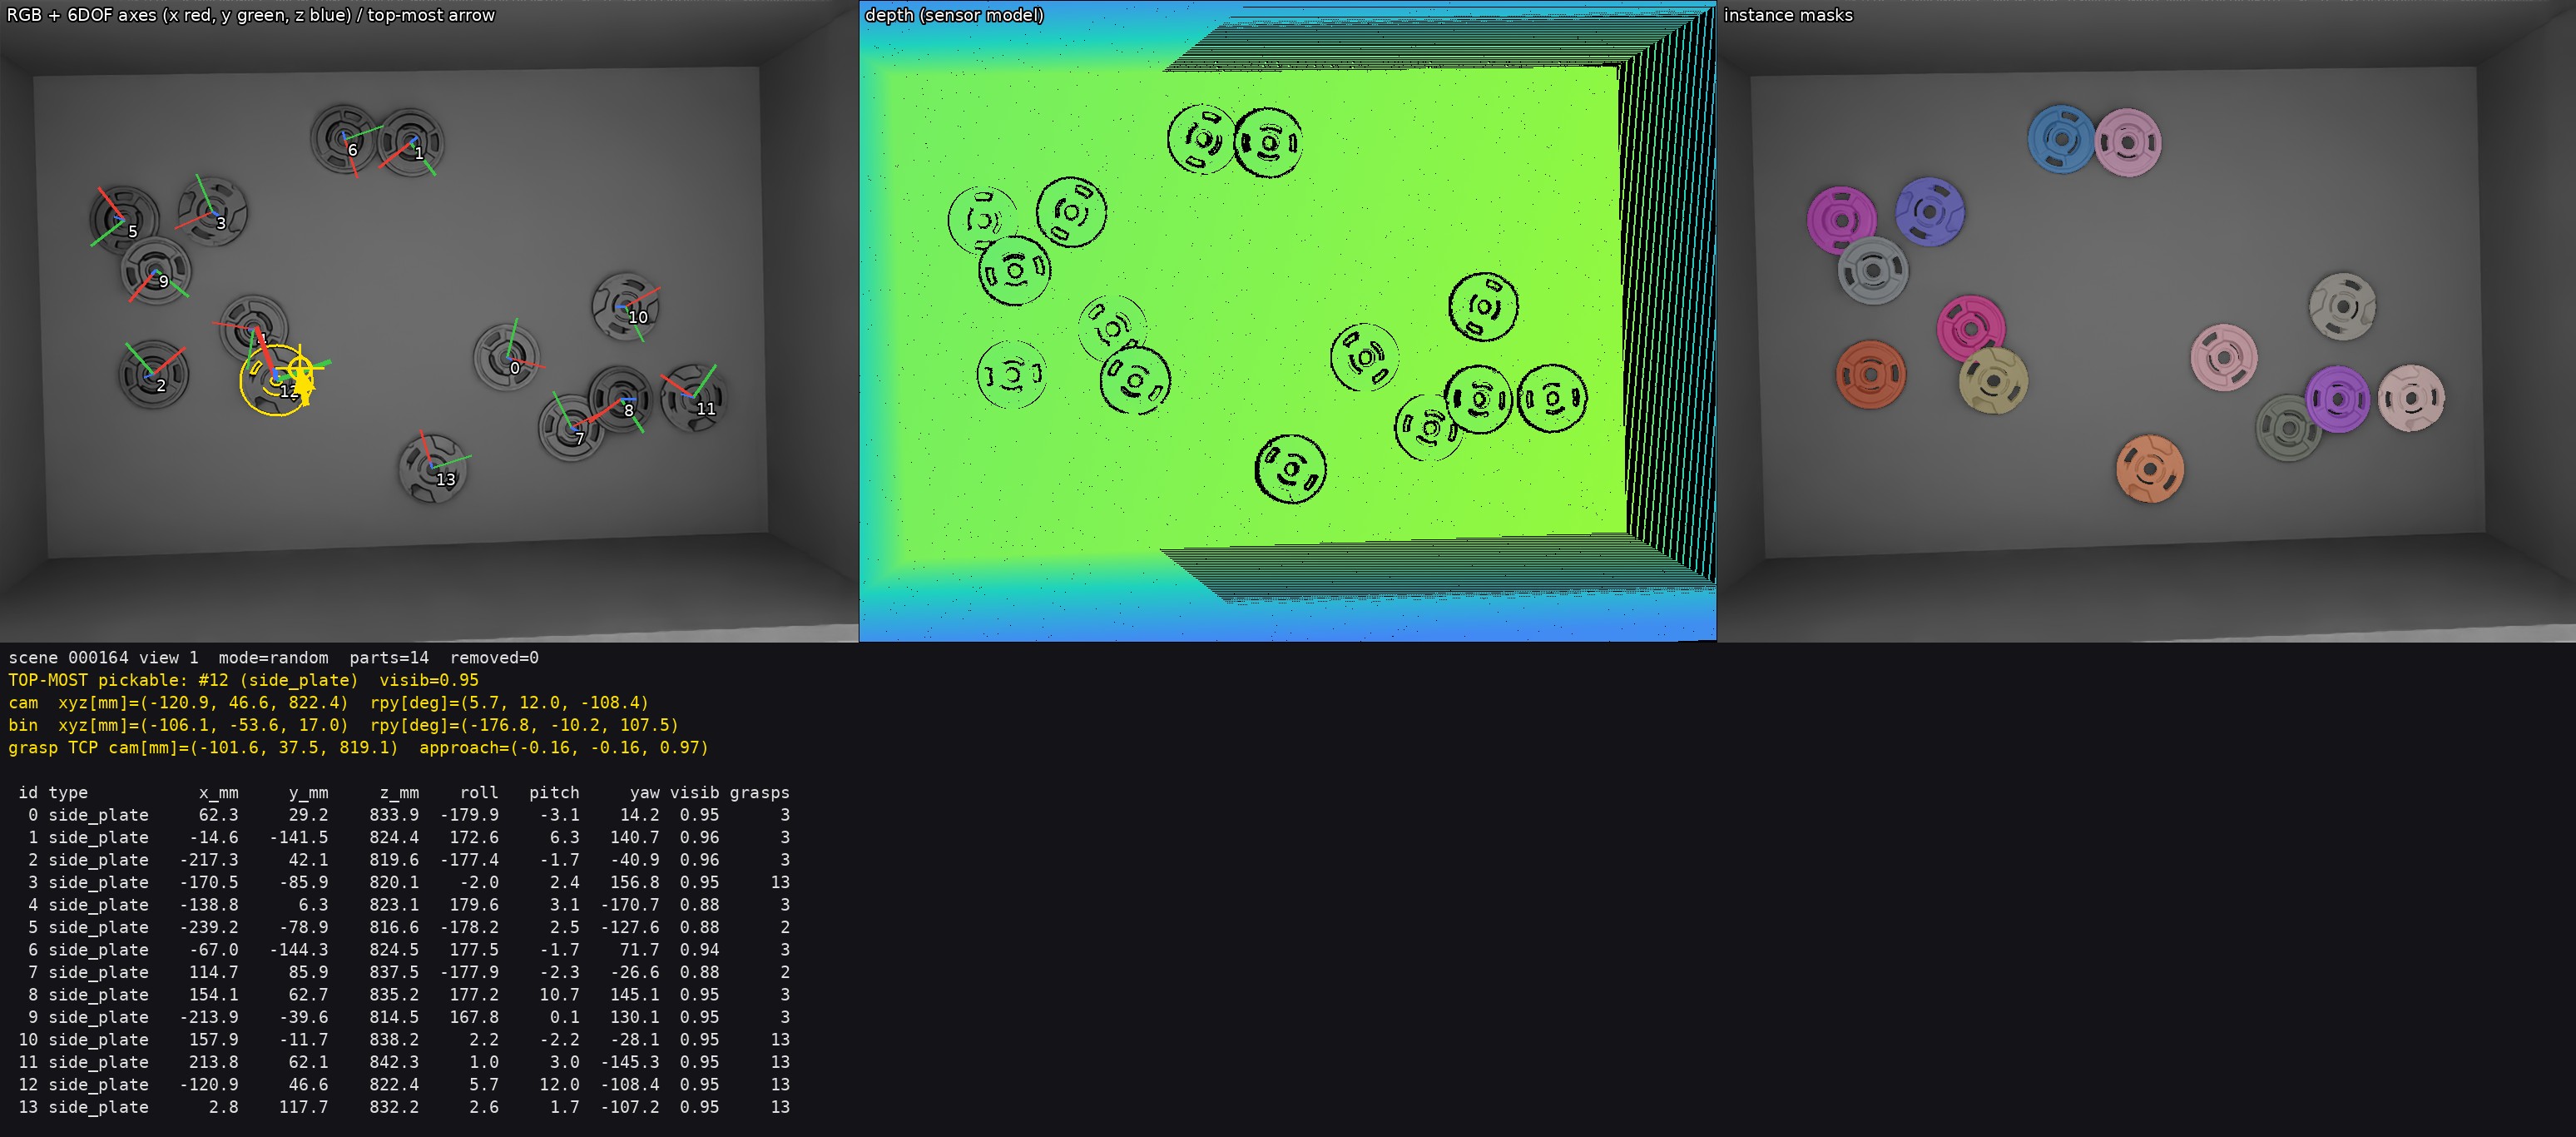 RGB + 6DOF axes (x red, y green, z blue) / top-most arrow
depth (sensor model)
instance masks
6
1
3
5
9
10
4
0
12
2
8
11
7
13
scene 000164 view 1  mode=random  parts=14  removed=0
TOP-MOST pickable: #12 (side_plate)  visib=0.95
cam  xyz[mm]=(-120.9, 46.6, 822.4)  rpy[deg]=(5.7, 12.0, -108.4)
bin  xyz[mm]=(-106.1, -53.6, 17.0)  rpy[deg]=(-176.8, -10.2, 107.5)
grasp TCP cam[mm]=(-101.6, 37.5, 819.1)  approach=(-0.16, -0.16, 0.97)
id type x_mm y_mm z_mm roll pitch yaw visib grasps
0 side_plate 62.3 29.2 833.9 -179.9 -3.1 14.2 0.95 3
1 side_plate -14.6 -141.5 824.4 172.6 6.3 140.7 0.96 3
2 side_plate -217.3 42.1 819.6 -177.4 -1.7 -40.9 0.96 3
3 side_plate -170.5 -85.9 820.1 -2.0 2.4 156.8 0.95 13
4 side_plate -138.8 6.3 823.1 179.6 3.1 -170.7 0.88 3
5 side_plate -239.2 -78.9 816.6 -178.2 2.5 -127.6 0.88 2
6 side_plate -67.0 -144.3 824.5 177.5 -1.7 71.7 0.94 3
7 side_plate 114.7 85.9 837.5 -177.9 -2.3 -26.6 0.88 2
8 side_plate 154.1 62.7 835.2 177.2 10.7 145.1 0.95 3
9 side_plate -213.9 -39.6 814.5 167.8 0.1 130.1 0.95 3
10 side_plate 157.9 -11.7 838.2 2.2 -2.2 -28.1 0.95 13
11 side_plate 213.8 62.1 842.3 1.0 3.0 -145.3 0.95 13
12 side_plate -120.9 46.6 822.4 5.7 12.0 -108.4 0.95 13
13 side_plate 2.8 117.7 832.2 2.6 1.7 -107.2 0.95 13